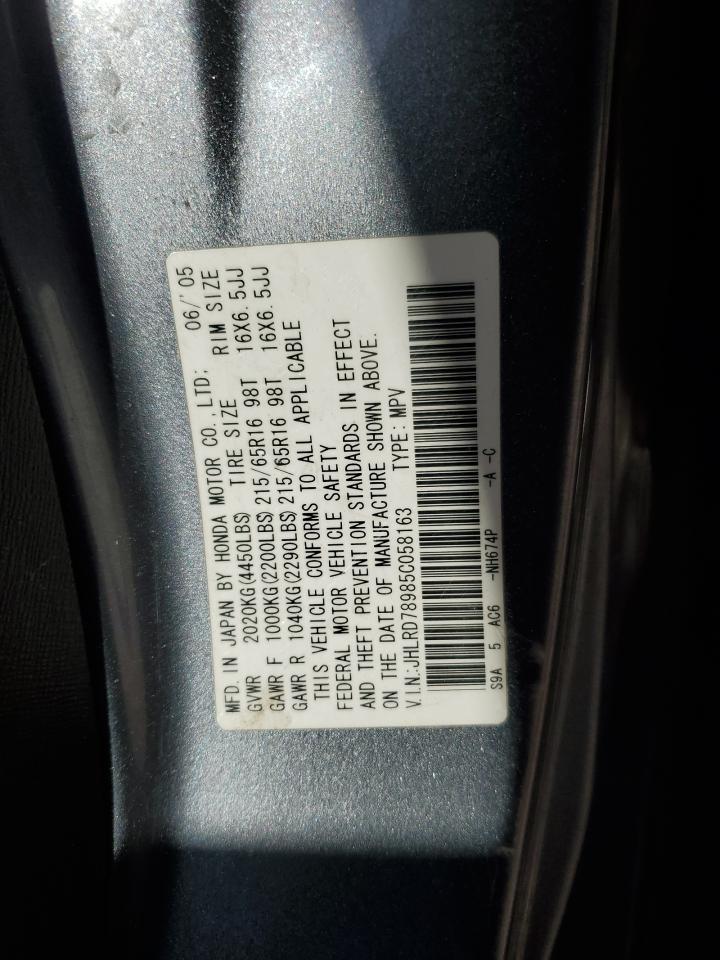 MFD. IN JAPAN BY HONDA MOTOR CO., LTD; 06/'05
GVWR 2020KG(4450LBS) TIRE SIZE RIM SIZE
GAWR F 1000KG(2200LBS) 215/65R16 98T 16X6.5JJ
GAWR R 1040KG(2290LBS) 215/65R16 98T 16X6.5JJ
THIS VEHICLE CONFORMS TO ALL APPLICABLE
FEDERAL MOTOR VEHICLE SAFETY
AND THEFT PREVENTION STANDARDS IN EFFECT
ON THE DATE OF MANUFACTURE SHOWN ABOVE.
V.I.N.:JHLRD78985C058163 TYPE: MPV
S9A 5 AC6 -NH674P -A -C